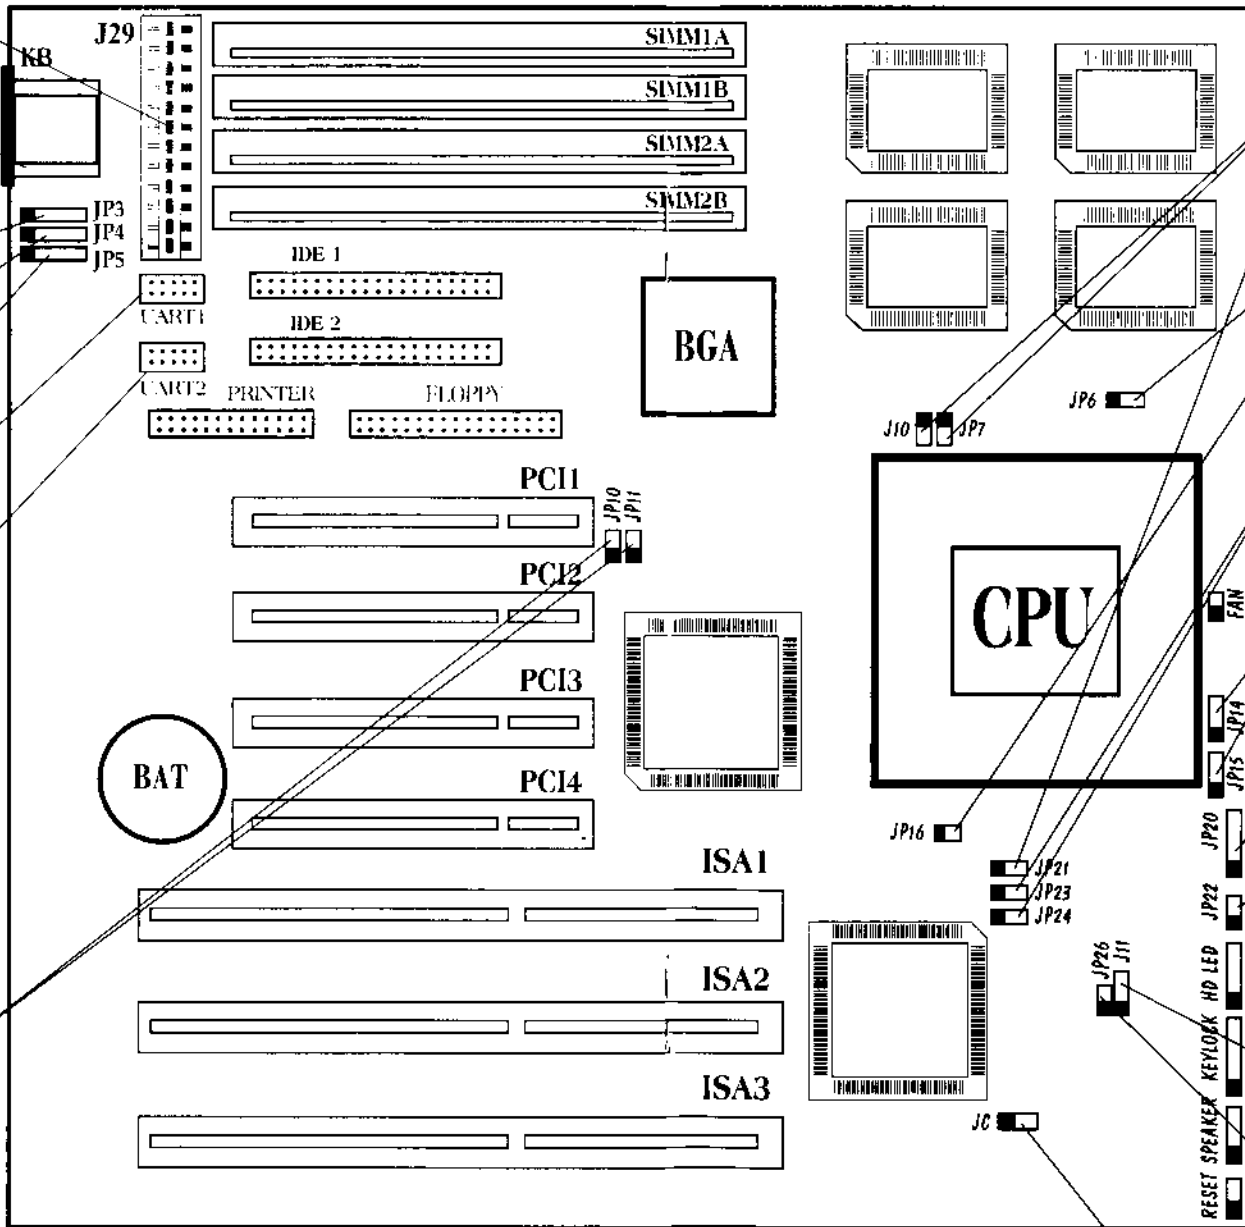 J29
KB
SIMM1A
SIMM1B
SIMM2A
SIMM2B
JP3
JP4
JP5
IDE 1
UART1
IDE 2
UART2
PRINTER
FLOPPY
BGA
JP6
J10
JP7
PCI1
JP10
JP11
PCI2
CPU
FAN
PCI3
JP14
BAT
PCI4
JP15
JP16
JP20
ISA1
JP21
JP23
JP24
JP22
ISA2
JP26
J11
HD LED
KEYLOCK
ISA3
JC
SPEAKER
RESET